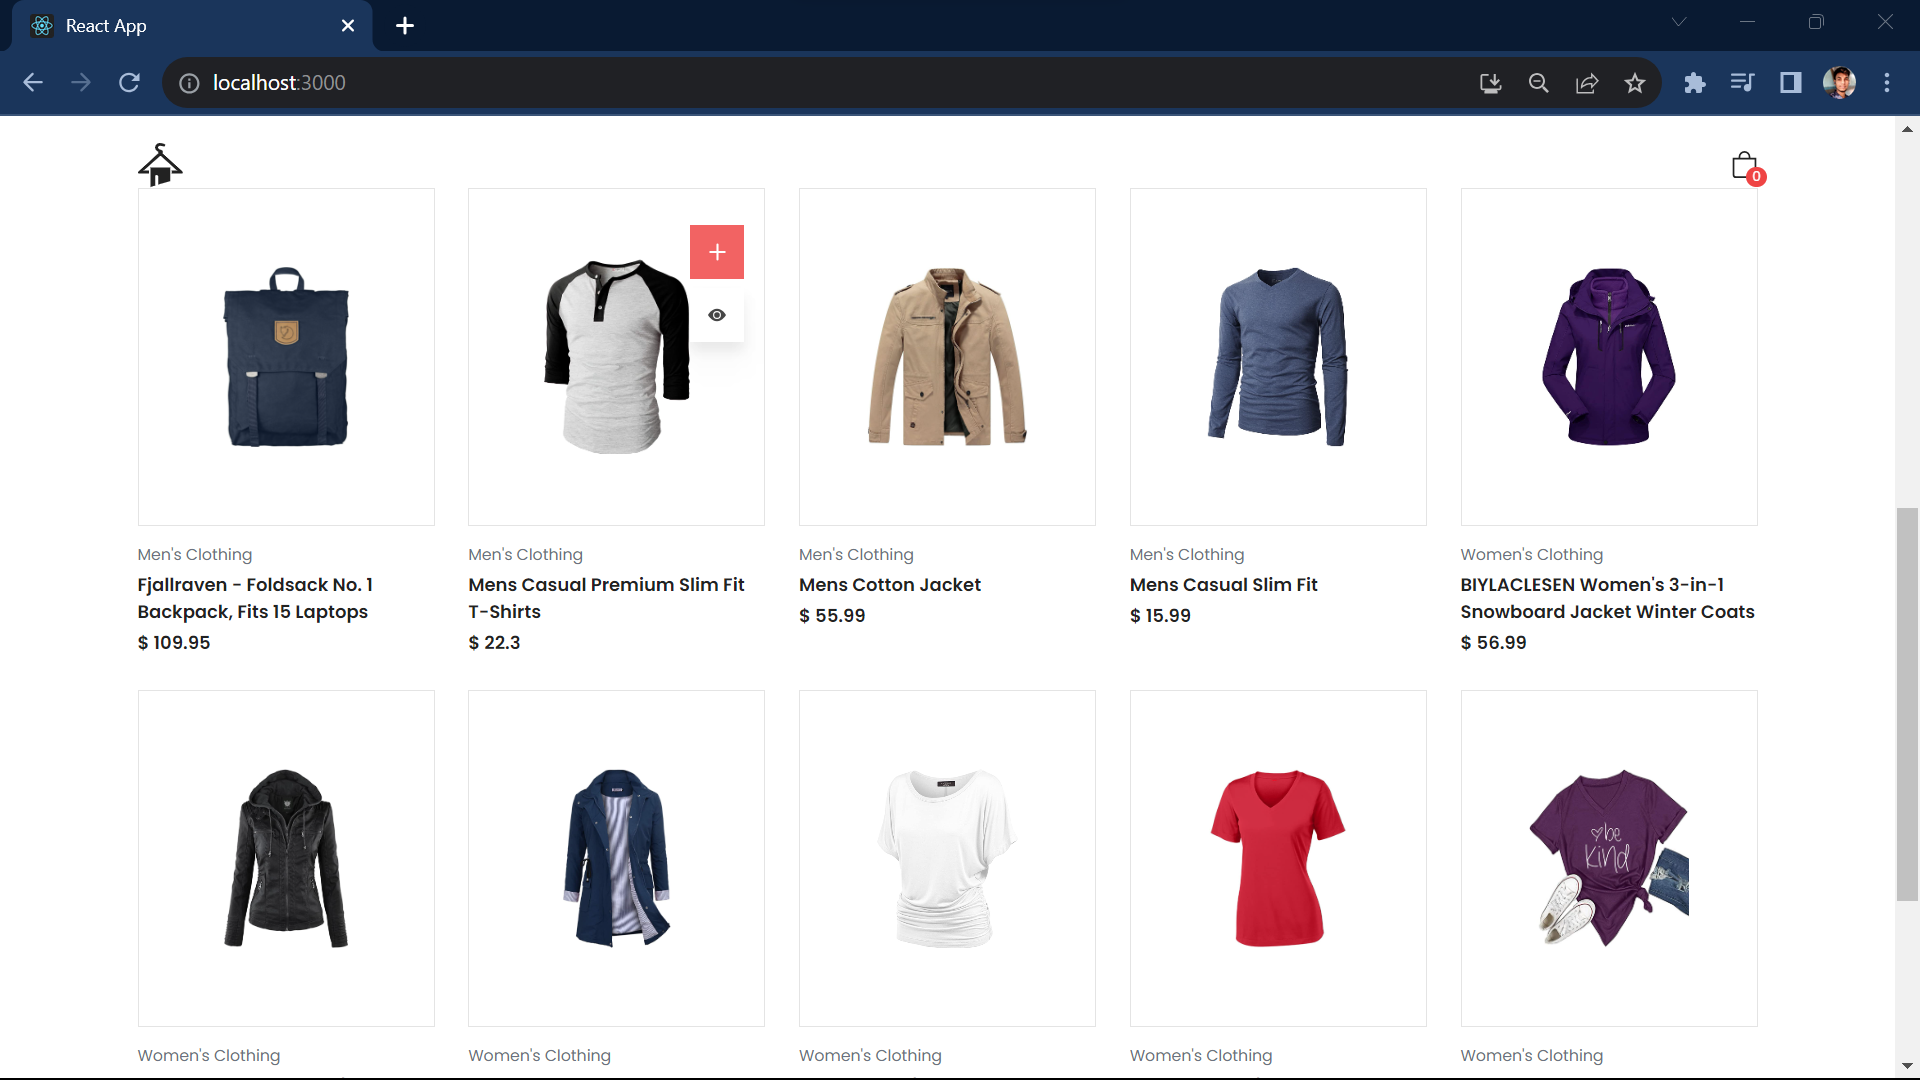 React App
localhost:3000
0
Men's Clothing
Fjallraven - Foldsack No. 1
Backpack, Fits 15 Laptops
$ 109.95
Men's Clothing
Mens Casual Premium Slim Fit
T-Shirts
$ 22.3
Men's Clothing
Mens Cotton Jacket
$ 55.99
Men's Clothing
Mens Casual Slim Fit
$ 15.99
Women's Clothing
BIYLACLESEN Women's 3-in-1
Snowboard Jacket Winter Coats
$ 56.99
be
kind
Women's Clothing
Women's Clothing
Women's Clothing
Women's Clothing
Women's Clothing